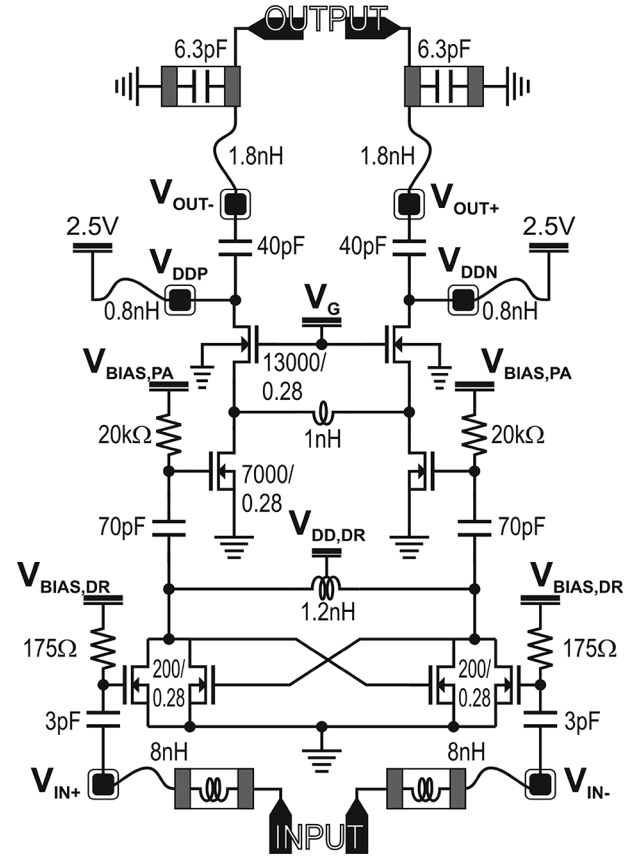 OUTPUT
6.3pF 6.3pF
1.8nH 1.8nH
VOUT- VOUT+
2.5V 40pF 40pF 2.5V
VDDP VDDN
0.8nH VG 0.8nH
13000/
0.28
VBIAS,PA VBIAS,PA
20kΩ 1nH 20kΩ
7000/
0.28
70pF VDD,DR 70pF
VBIAS,DR 1.2nH VBIAS,DR
175Ω 200/ 200/ 175Ω
0.28 0.28
3pF 3pF
8nH 8nH
VIN+ VIN-
INPUT